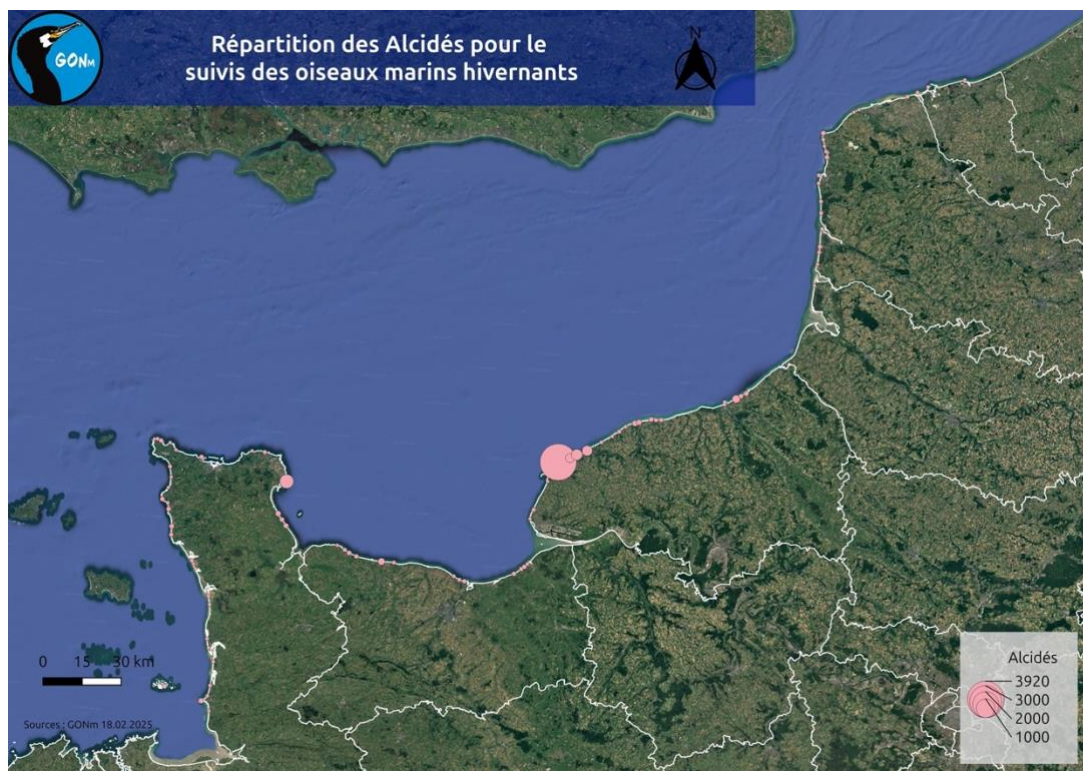 GONm
Répartition des Alcidés pour le
suivis des oiseaux marins hivernants
N
0 15 30 km
Sources : GONm 18.02.2025
Alcidés
3920
3000
2000
1000